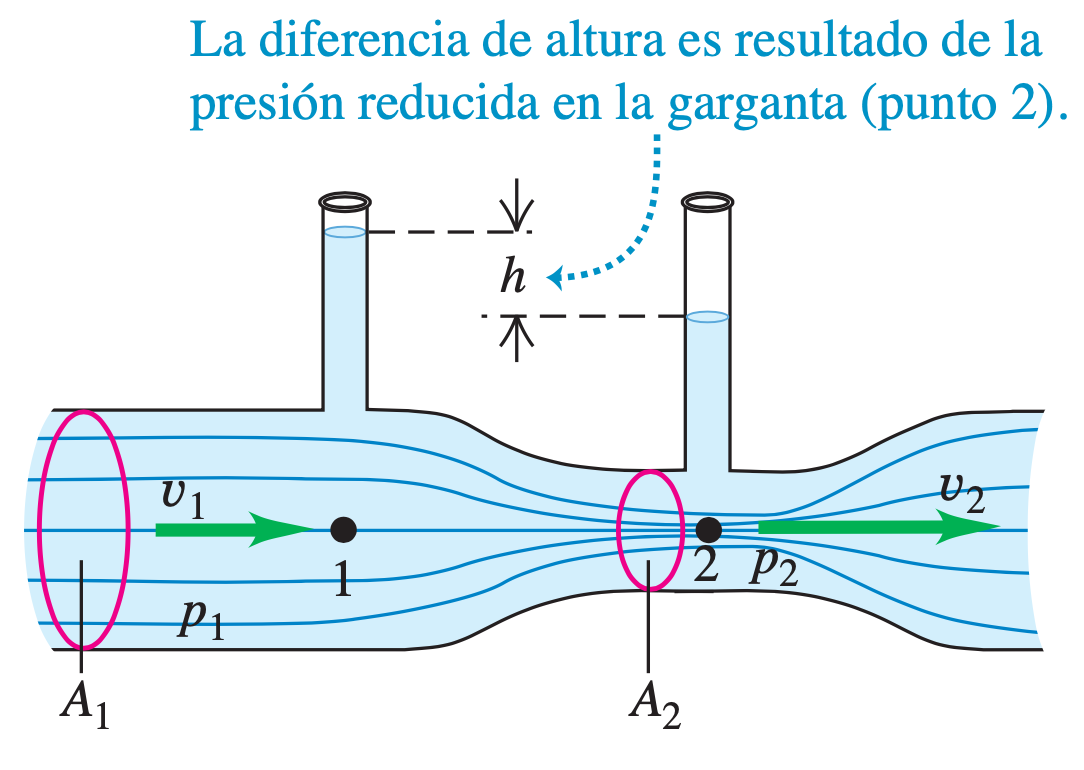 La diferencia de altura es resultado de la
presión reducida en la garganta (punto 2).
h
v₁
v₂
1
2
p₂
p₁
A₁
A₂